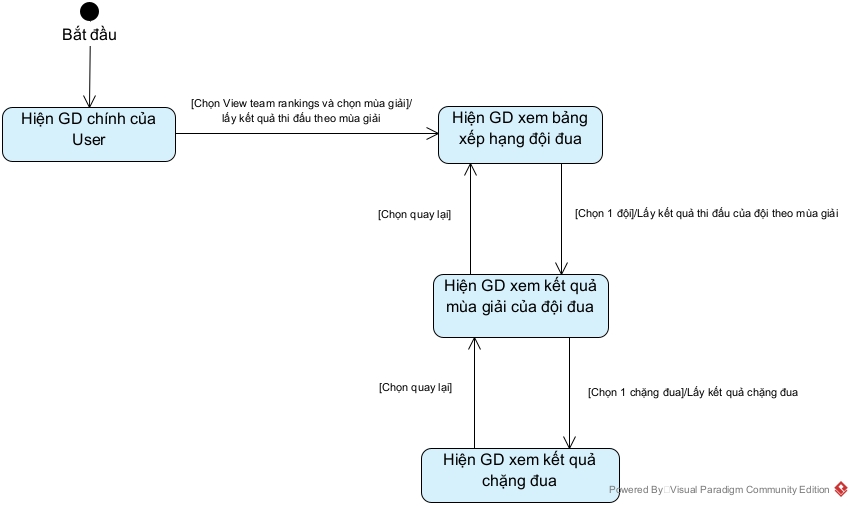 Bắt đầu
[Chọn View team rankings và chọn mùa giải]/
lấy kết quả thi đấu theo mùa giải
Hiện GD chính của
User
Hiện GD xem bảng
xếp hạng đội đua
[Chọn quay lại]
[Chọn 1 đội]/Lấy kết quả thi đấu của đội theo mùa giải
Hiện GD xem kết quả
mùa giải của đội đua
[Chọn quay lại]
[Chọn 1 chặng đua]/Lấy kết quả chặng đua
Hiện GD xem kết quả
chặng đua
Powered By Visual Paradigm Community Edition